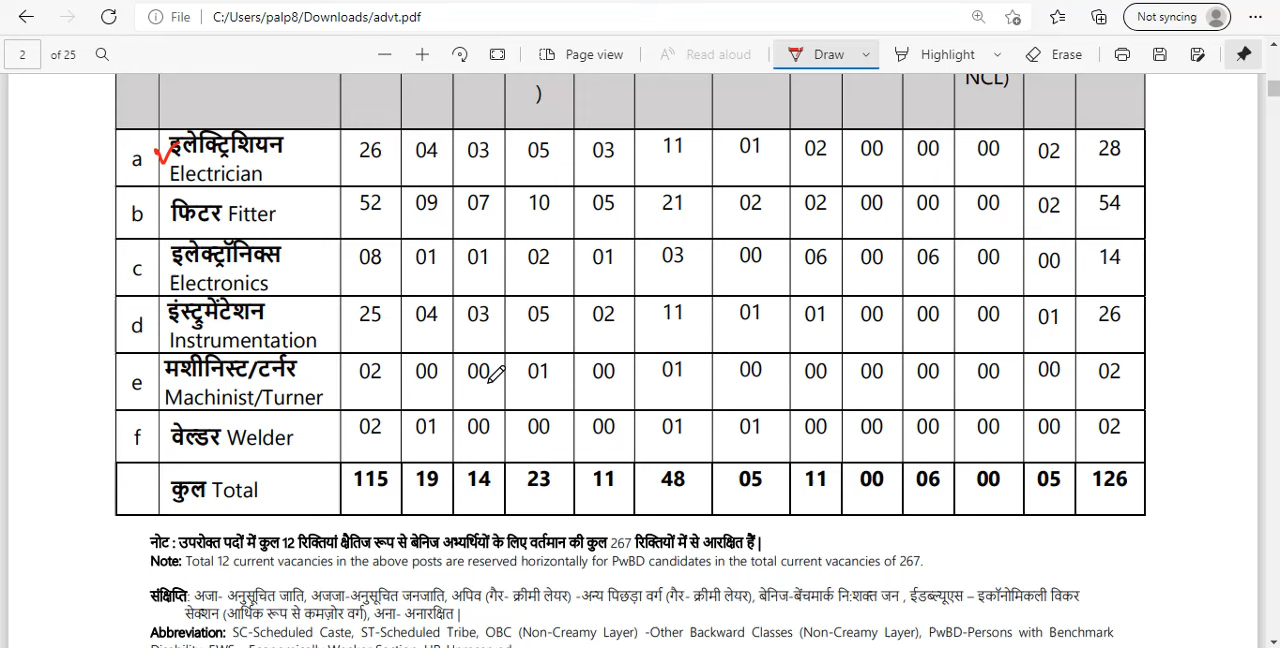 File C:/Users/palp8/Downloads/advt.pdf Not syncing
2 of 25 Page view Read aloud Draw Highlight Erase
) NCL)
a इलेक्ट्रिशियन Electrician 26 04 03 05 03 11 01 02 00 00 00 02 28
b फिटर Fitter 52 09 07 10 05 21 02 02 00 00 00 02 54
c इलेक्ट्रॉनिक्स Electronics 08 01 01 02 01 03 00 06 00 06 00 00 14
d इंस्ट्रुमेंटेशन Instrumentation 25 04 03 05 02 11 01 01 00 00 00 01 26
e मशीनिस्ट/टर्नर Machinist/Turner 02 00 00 01 00 01 00 00 00 00 00 00 02
f वेल्डर Welder 02 01 00 00 00 01 01 00 00 00 00 00 02
कुल Total 115 19 14 23 11 48 05 11 00 06 00 05 126
नोट : उपरोक्त पदों में कुल 12 रिक्तियां क्षैतिज रूप से बेनिज अभ्यर्थियों के लिए वर्तमान की कुल 267 रिक्तियों में से आरक्षित हैं |
Note: Total 12 current vacancies in the above posts are reserved horizontally for PwBD candidates in the total current vacancies of 267.
संक्षिप्ति: अजा- अनुसूचित जाति, अजजा-अनुसूचित जनजाति, अपिव (गैर- क्रीमी लेयर) -अन्य पिछड़ा वर्ग (गैर- क्रीमी लेयर), बेनिज-बेंचमार्क नि:शक्त जन , ईडब्ल्यूएस – इकॉनोमिकली विकर
सेक्शन (आर्थिक रूप से कमज़ोर वर्ग), अना- अनारक्षित |
Abbreviation: SC-Scheduled Caste, ST-Scheduled Tribe, OBC (Non-Creamy Layer) -Other Backward Classes (Non-Creamy Layer), PwBD-Persons with Benchmark